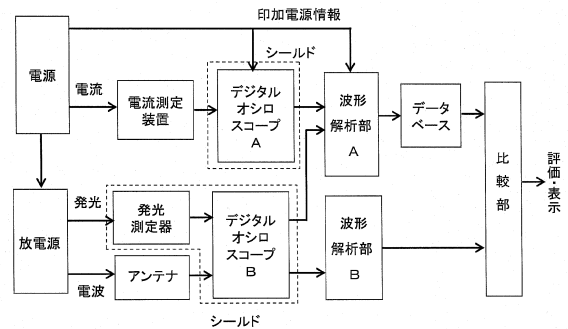 印加電源情報
シールド
電源
電流
電流測定
装置
デジタル
オシロ
スコープ
A
波形
解析部
A
データ
ベース
比較部
評価・表示
放電源
発光
発光
測定器
デジタル
オシロ
スコープ
B
波形
解析部
B
電波
アンテナ
シールド